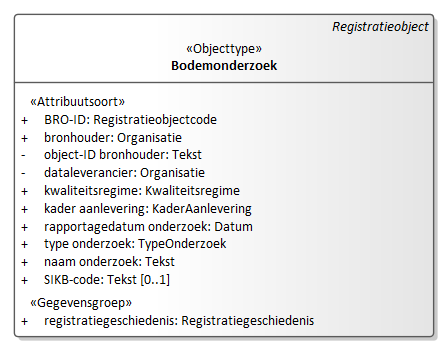 Registratieobject
«Objecttype»
Bodemonderzoek
«Attribuutsoort»
+ BRO-ID: Registratieobjectcode
+ bronhouder: Organisatie
- object-ID bronhouder: Tekst
- dataleverancier: Organisatie
+ kwaliteitsregime: Kwaliteitsregime
+ kader aanlevering: KaderAanlevering
+ rapportagedatum onderzoek: Datum
+ type onderzoek: TypeOnderzoek
+ naam onderzoek: Tekst
+ SIKB-code: Tekst [0..1]
«Gegevensgroep»
+ registratiegeschiedenis: Registratiegeschiedenis